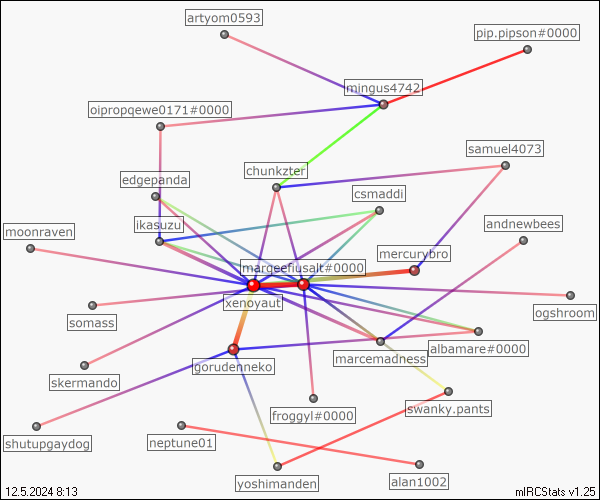 artyom0593
pip.pipson#0000
mingus4742
oipropqewe0171#0000
samuel4073
chunkzter
edgepanda
csmaddi
andnewbees
ikasuzu
moonraven
mercurybro
margeefiusalt#0000
xenoyaut
ogshroom
somass
albamare#0000
marcemadness
gorudenneko
skermando
swanky.pants
froggyl#0000
shutupgaydog
neptune01
alan1002
yoshimanden
12.5.2024 8:13
mIRCStats v1.25